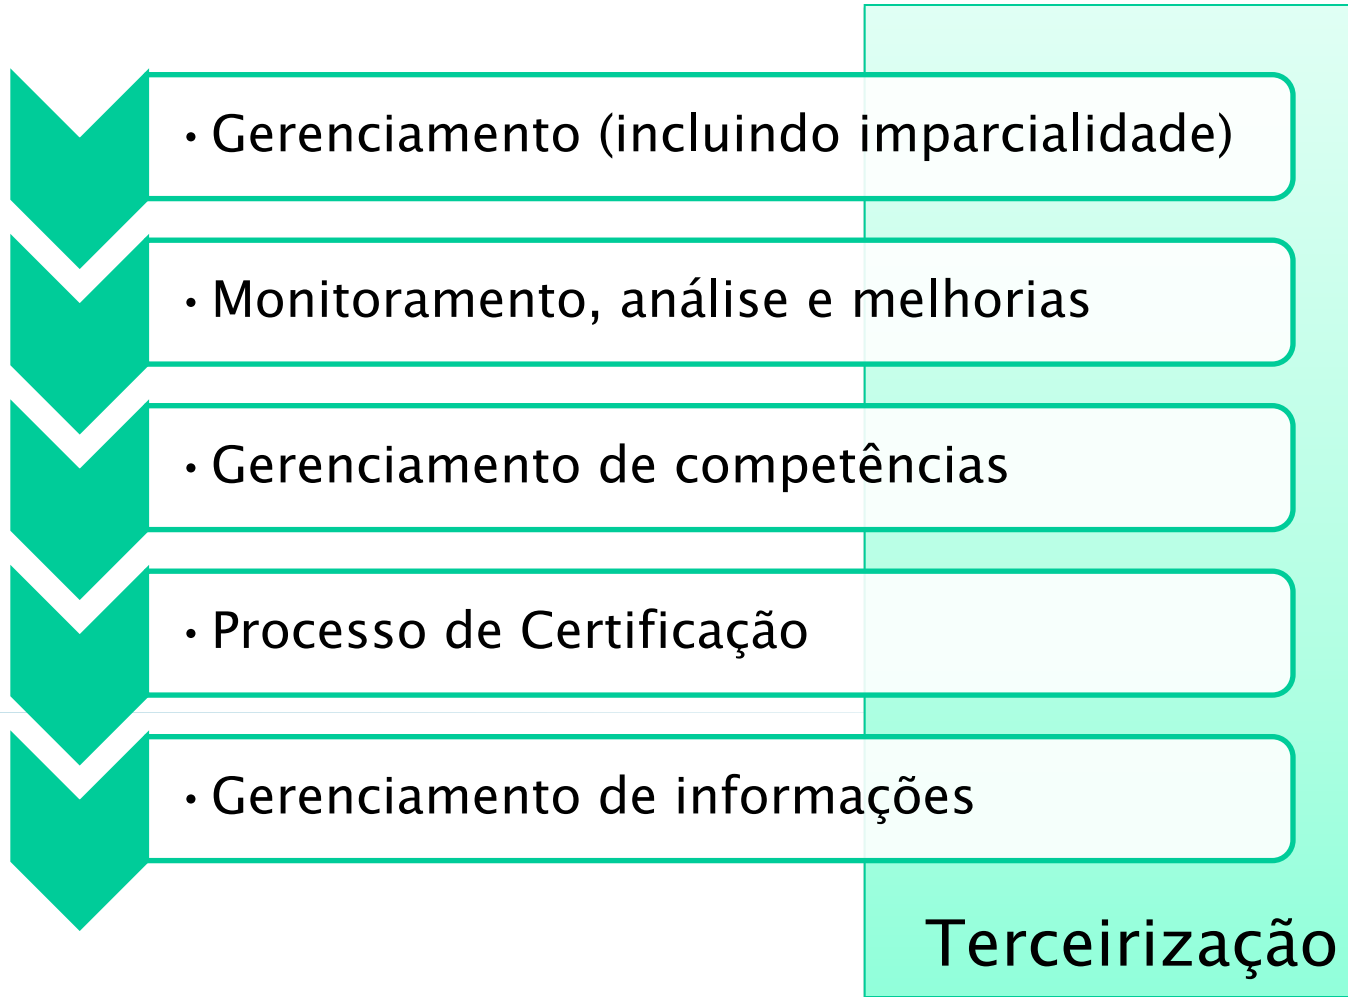 • Gerenciamento (incluindo imparcialidade)
• Monitoramento, análise e melhorias
• Gerenciamento de competências
• Processo de Certificação
• Gerenciamento de informações
Terceirização